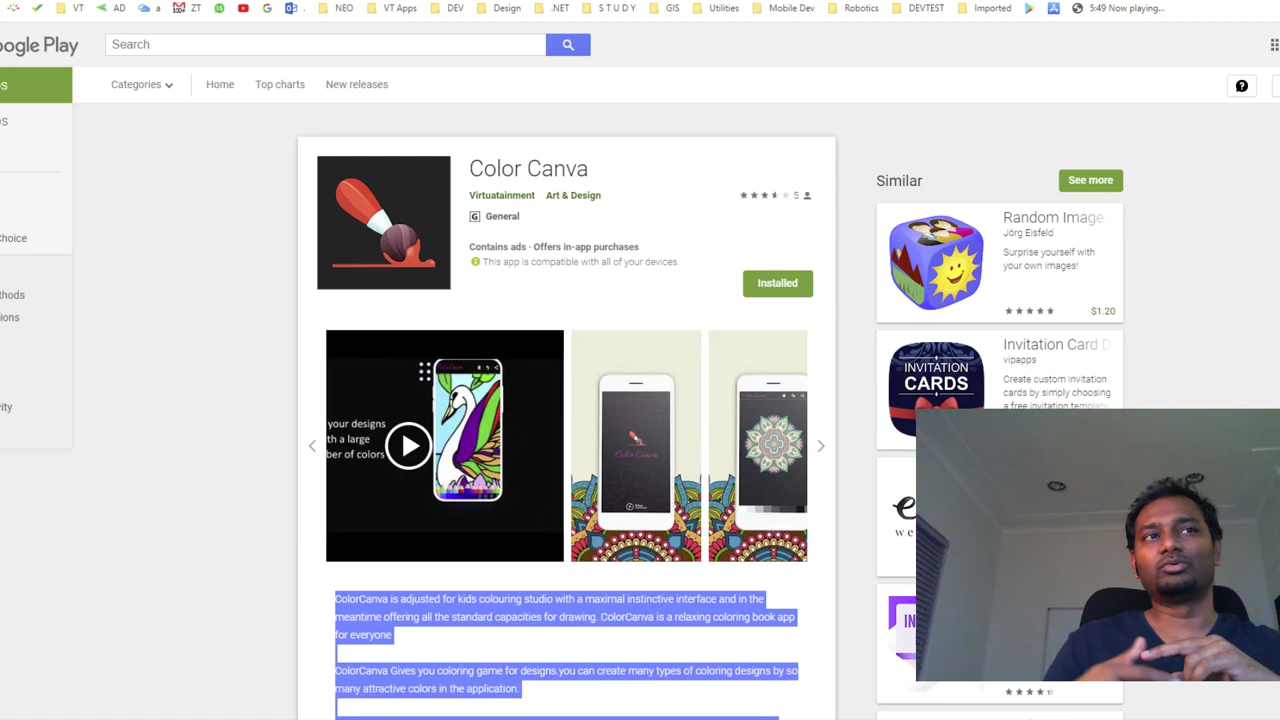 VT
AD
a
ZT
.
NEO
VT Apps
DEV
Design
.NET
S T U D Y
GIS
Utilities
Mobile Dev
Robotics
DEVTEST
Imported
5:49 Now playing...
oogle Play
Search
S
Categories
Home
Top charts
New releases
?
os
Choice
thods
tions
ivity
Color Canva
Virtuatainment
Art & Design
5
G General
Contains ads · Offers in-app purchases
This app is compatible with all of your devices.
Installed
your designs
th a large
ber of colors
Color Canva
ColorCanva is adjusted for kids colouring studio with a maximal instinctive interface and in the
meantime offering all the standard capacities for drawing. ColorCanva is a relaxing coloring book app
for everyone
ColorCanva Gives you coloring game for designs.you can create many types of coloring designs by so
many attractive colors in the application.
Similar
See more
Random Image
Jörg Eisfeld
Surprise yourself with
your own images!
$1.20
INVITATION
CARDS
Invitation Card D
vipapps
Create custom invitation
cards by simply choosing
a free invitation template
e
we
IN